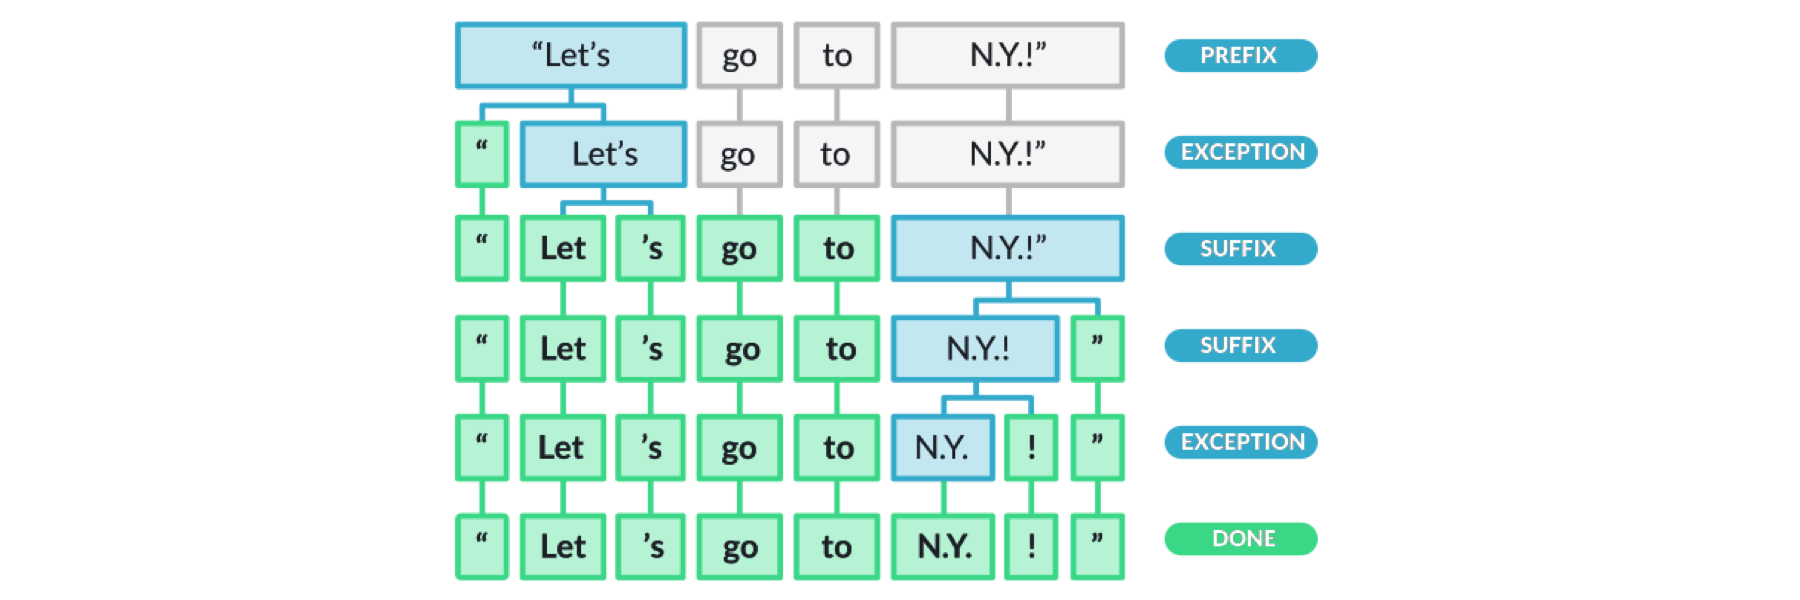 “Let’s go to N.Y.!” PREFIX
“ Let’s go to N.Y.!” EXCEPTION
“ Let ’s go to N.Y.!” SUFFIX
“ Let ’s go to N.Y.! ” SUFFIX
“ Let ’s go to N.Y. ! ” EXCEPTION
“ Let ’s go to N.Y. ! ” DONE